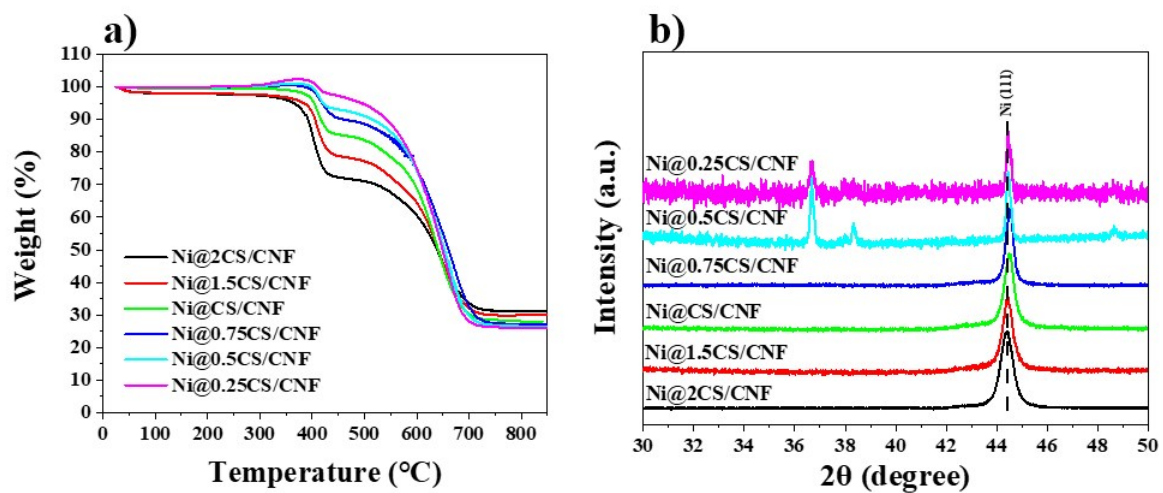 a)
110
100
90
80
70
60
50
40
30
20
10
0
Weight (%)
Ni@2CS/CNF
Ni@1.5CS/CNF
Ni@CS/CNF
Ni@0.75CS/CNF
Ni@0.5CS/CNF
Ni@0.25CS/CNF
0 100 200 300 400 500 600 700 800
Temperature (°C)
b)
Ni (111)
Intensity (a.u.)
Ni@0.25CS/CNF
Ni@0.5CS/CNF
Ni@0.75CS/CNF
Ni@CS/CNF
Ni@1.5CS/CNF
Ni@2CS/CNF
30 32 34 36 38 40 42 44 46 48 50
2θ (degree)